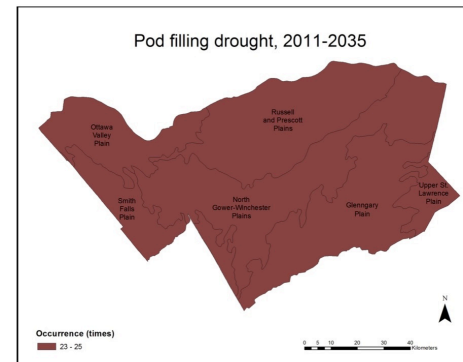 Pod filling drought, 2011-2035
Ottawa
Valley
Plain
Russell
and Prescott
Plains
Smith
Falls
Plain
North
Gower-Winchester
Plains
Glenngary
Plain
Upper St.
Lawrence
Plain
N
Occurrence (times)
23 - 25
0 5 10 20 30 40
Kilometers